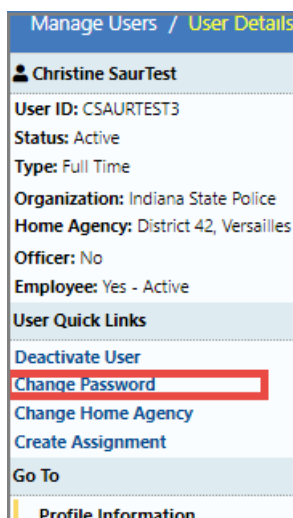 Manage Users / User Details
Christine SaurTest
User ID: CSAURTEST3
Status: Active
Type: Full Time
Organization: Indiana State Police
Home Agency: District 42, Versailles
Officer: No
Employee: Yes - Active
User Quick Links
Deactivate User
Change Password
Change Home Agency
Create Assignment
Go To
Profile Information